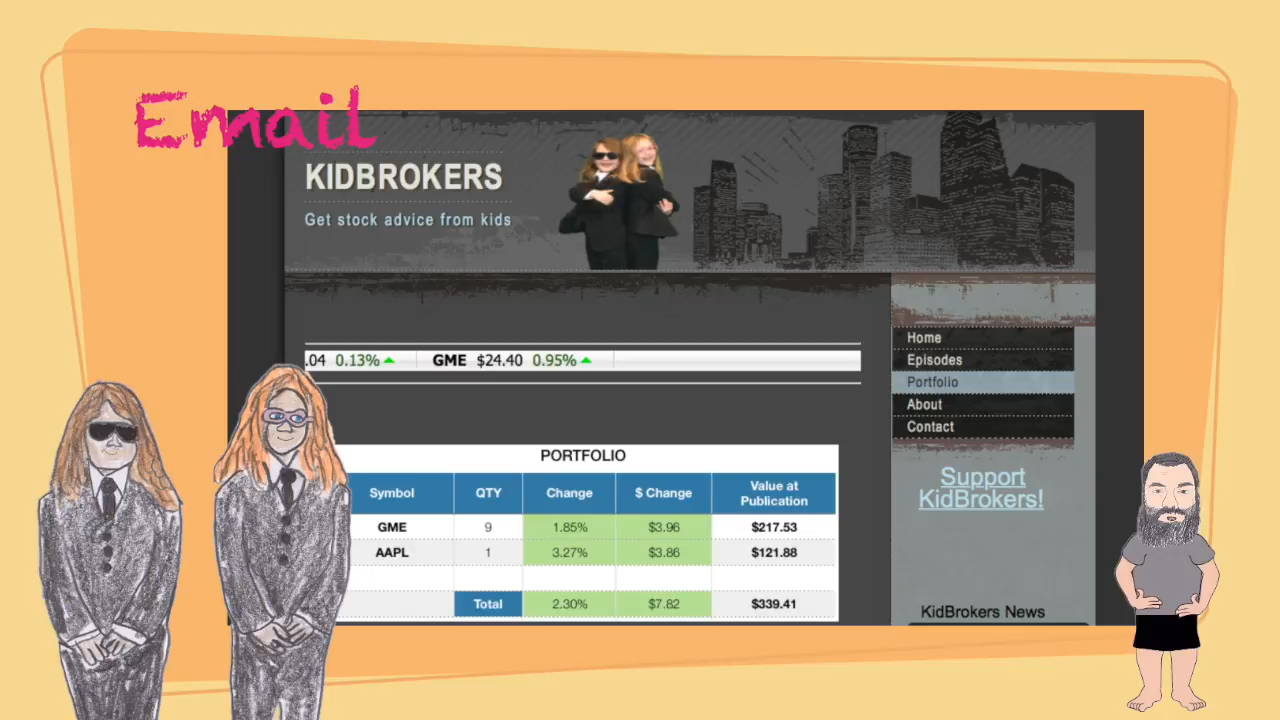 Email
KIDBROKERS
Get stock advice from kids
.04 0.13% GME $24.40 0.95%
Home
Episodes
Portfolio
About
Contact
Support
KidBrokers!
KidBrokers News
PORTFOLIO
Symbol QTY Change $ Change Value at Publication
GME 9 1.85% $3.96 $217.53
AAPL 1 3.27% $3.86 $121.88
Total 2.30% $7.82 $339.41